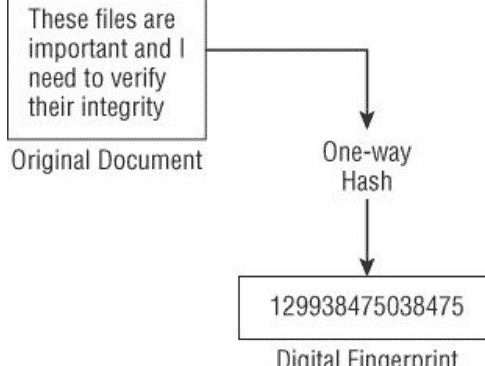 These files are
important and I
need to verify
their integrity
Original Document
One-way
Hash
129938475038475
Digital Fingerprint